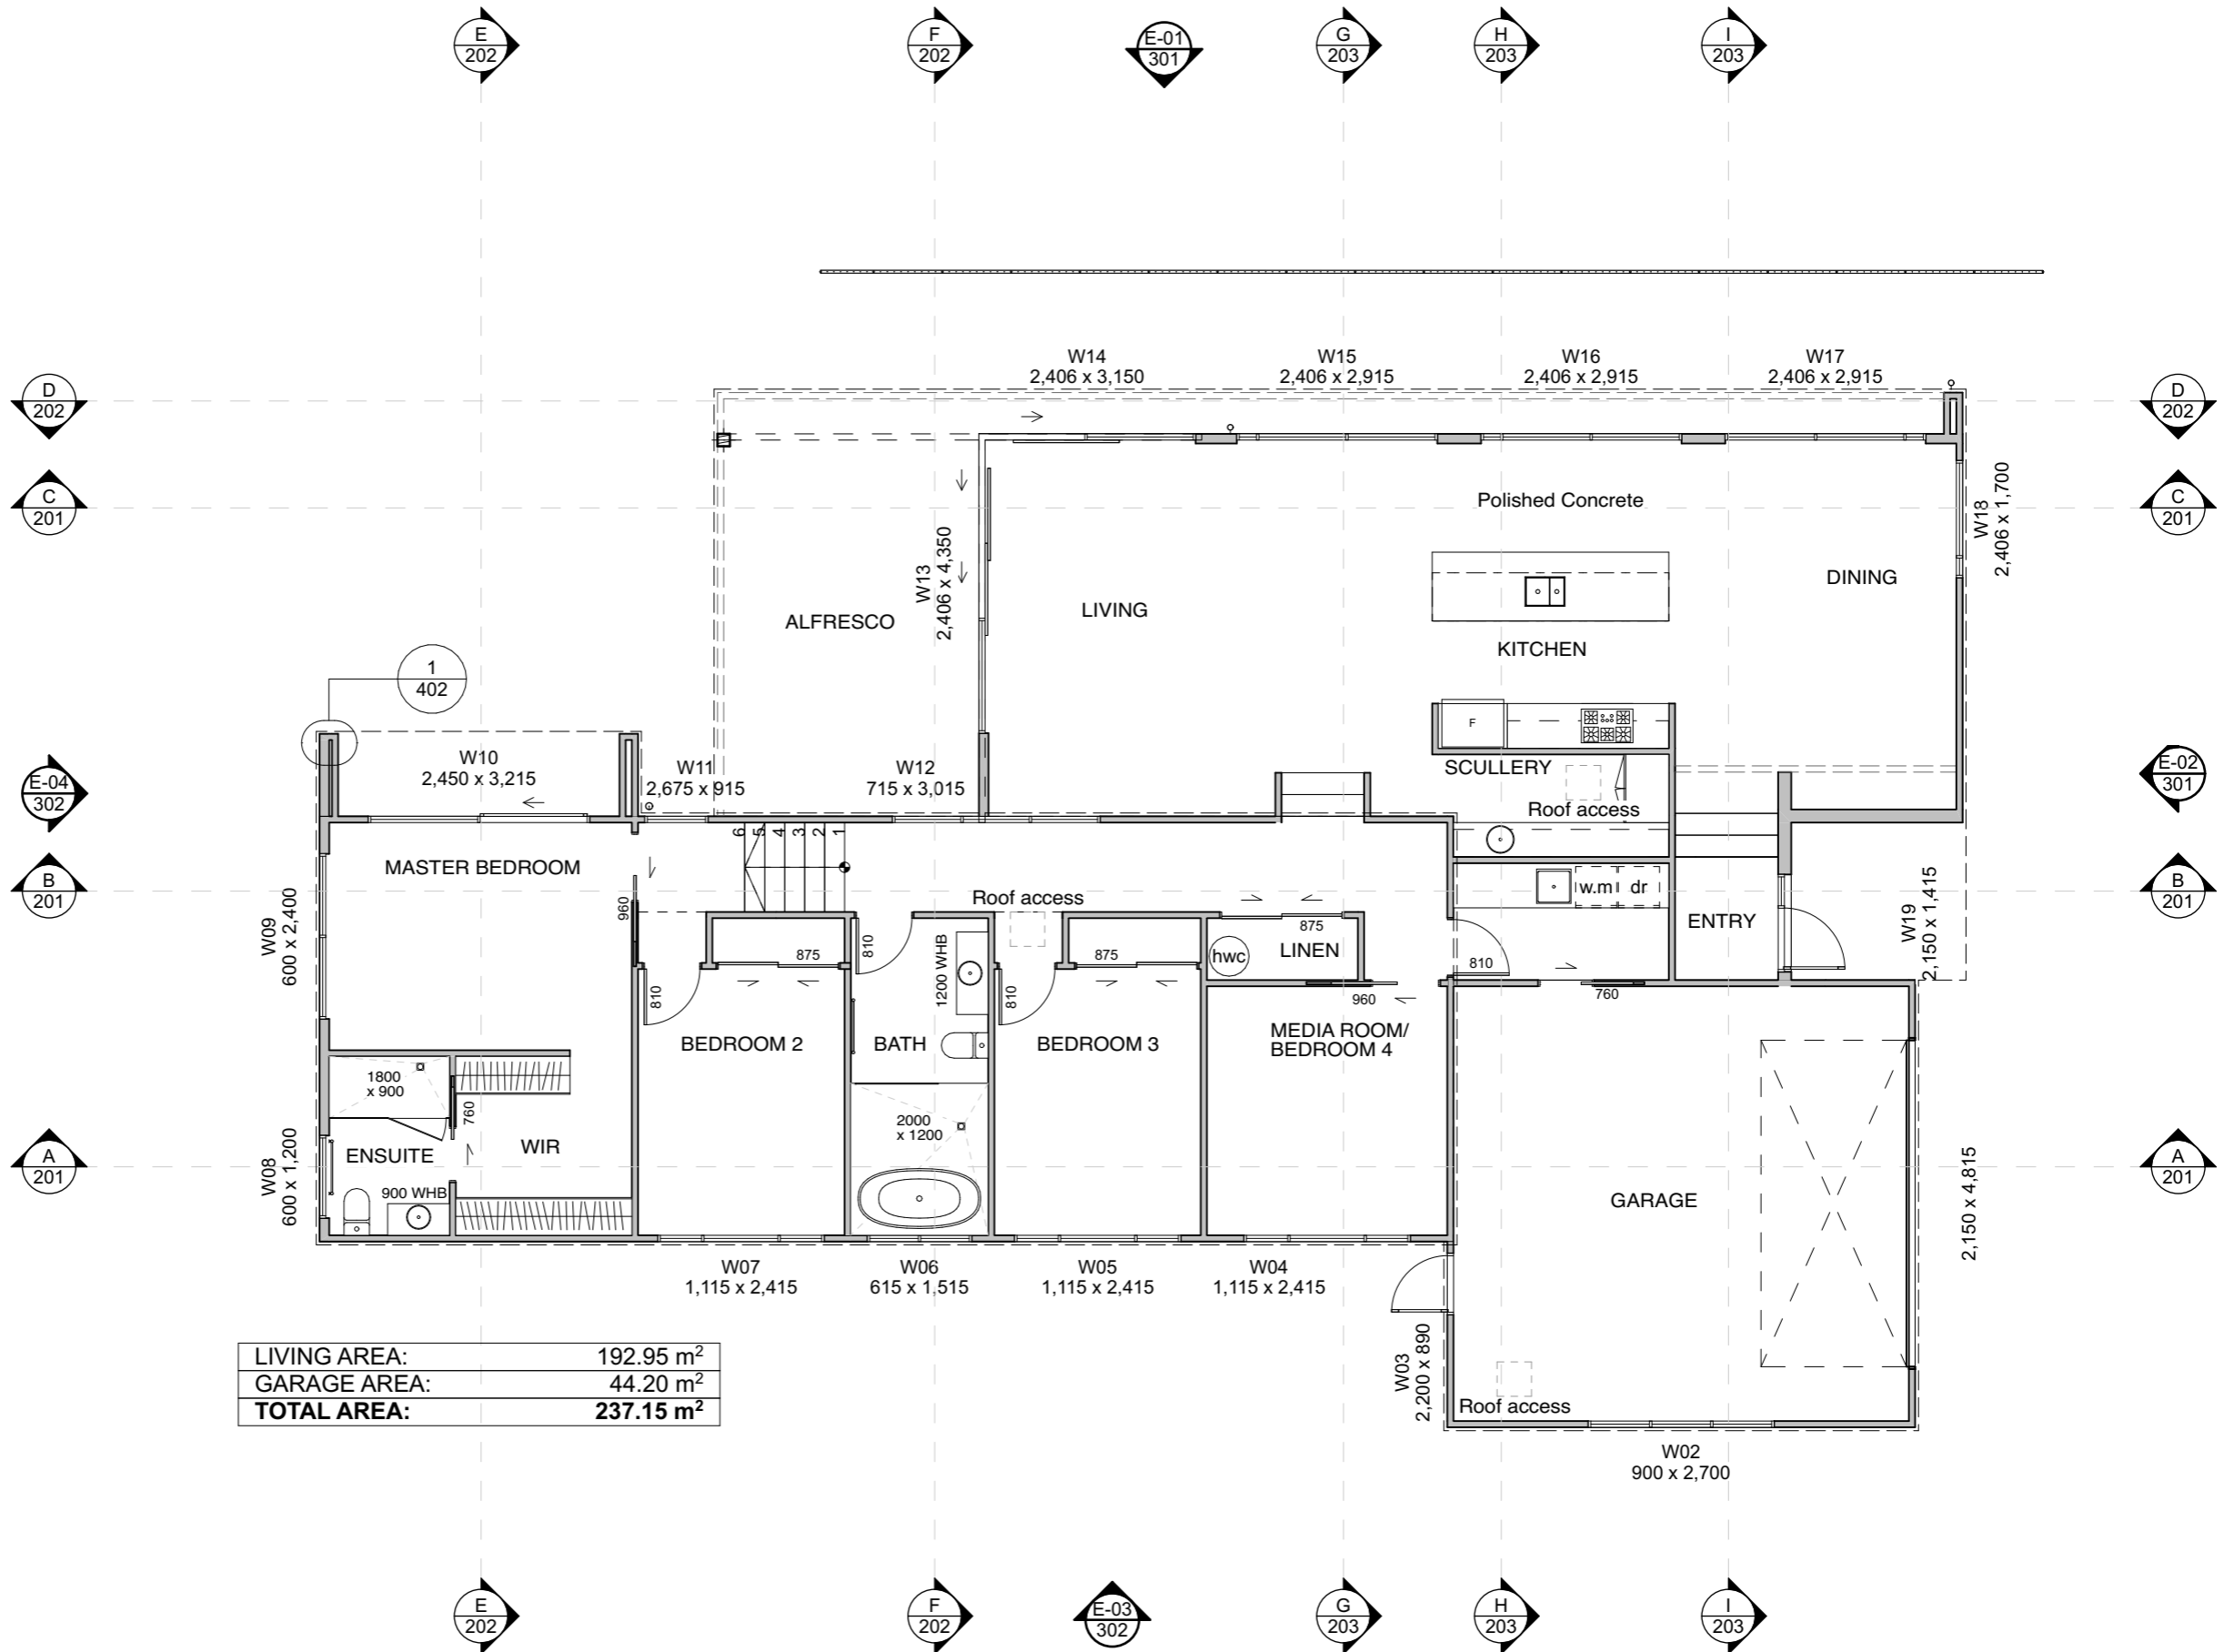 E
202
F
202
E-01
301
G
203
H
203
I
203
W14
2,406 x 3,150
W15
2,406 x 2,915
W16
2,406 x 2,915
W17
2,406 x 2,915
D
202
D
202
C
201
Polished Concrete
W18
2,406 x 1,700
C
201
W13
2,406 x 4,350
DINING
LIVING
ALFRESCO
KITCHEN
1
402
F
W10
2,450 x 3,215
W11
2,675 x 915
W12
715 x 3,015
SCULLERY
Roof access
E-04
302
E-02
301
6
5
4
3
2
1
MASTER BEDROOM
B
201
W09
600 x 2,400
960
Roof access
w.m
dr
ENTRY
W19
2,150 x 1,415
B
201
875
810
1200 WHB
875
hwc
875
LINEN
810
810
810
960
760
BEDROOM 2
BATH
BEDROOM 3
MEDIA ROOM/
BEDROOM 4
1800
x 900
760
2000
x 1200
WIR
ENSUITE
A
201
W08
600 x 1,200
900 WHB
GARAGE
2,150 x 4,815
A
201
W07
1,115 x 2,415
W06
615 x 1,515
W05
1,115 x 2,415
W04
1,115 x 2,415
W03
2,200 x 890
LIVING AREA: 192.95 m²
GARAGE AREA: 44.20 m²
TOTAL AREA: 237.15 m²
Roof access
W02
900 x 2,700
E
202
F
202
E-03
302
G
203
H
203
I
203